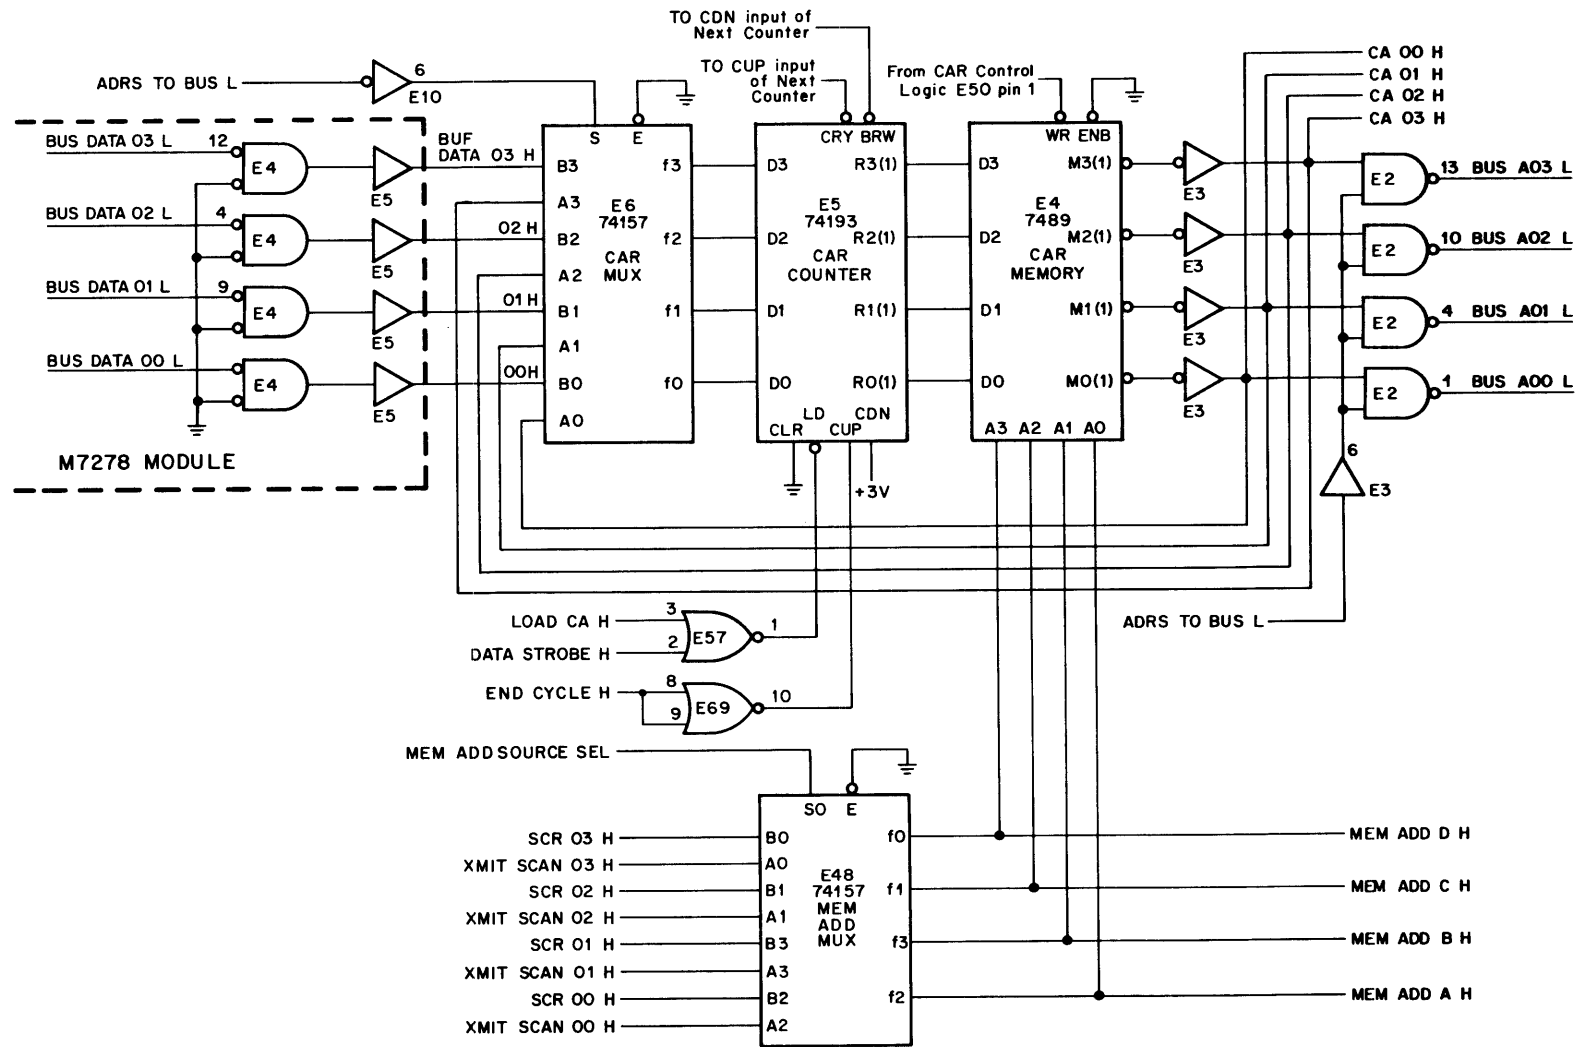 TO CDN input of
Next Counter
TO CUP input
of Next
Counter
From CAR Control
Logic E50 pin 1
CA 00 H
CA 01 H
CA 02 H
CA 03 H
ADRS TO BUS L
6
E10
BUS DATA 03 L
12
E4
E5
BUF
DATA 03 H
BUS DATA 02 L
4
E4
E5
02 H
BUS DATA 01 L
9
E4
E5
01 H
BUS DATA 00 L
E4
E5
00H
M7278 MODULE
S
E
B3
A3
B2
A2
B1
A1
B0
A0
E6
74157
CAR
MUX
f3
f2
f1
f0
CRY BRW
D3
D2
D1
D0
E5
74193
CAR
COUNTER
R3(1)
R2(1)
R1(1)
R0(1)
LD
CDN
CLR
CUP
+3V
WR ENB
D3
D2
D1
D0
E4
7489
CAR
MEMORY
M3(1)
M2(1)
M1(1)
M0(1)
A3 A2 A1 A0
E3
E3
E3
E3
E2
13 BUS A03 L
E2
10 BUS A02 L
E2
4 BUS A01 L
E2
1 BUS A00 L
6
E3
ADRS TO BUS L
LOAD CA H
3
DATA STROBE H
2
E57
1
END CYCLE H
8
9
E69
10
MEM ADD SOURCE SEL
S0
E
SCR 03 H
XMIT SCAN 03 H
SCR 02 H
XMIT SCAN 02 H
SCR 01 H
XMIT SCAN 01 H
SCR 00 H
XMIT SCAN 00 H
B0
A0
B1
A1
B3
A3
B2
A2
E48
74157
MEM
ADD
MUX
f0
f1
f3
f2
MEM ADD D H
MEM ADD C H
MEM ADD B H
MEM ADD A H